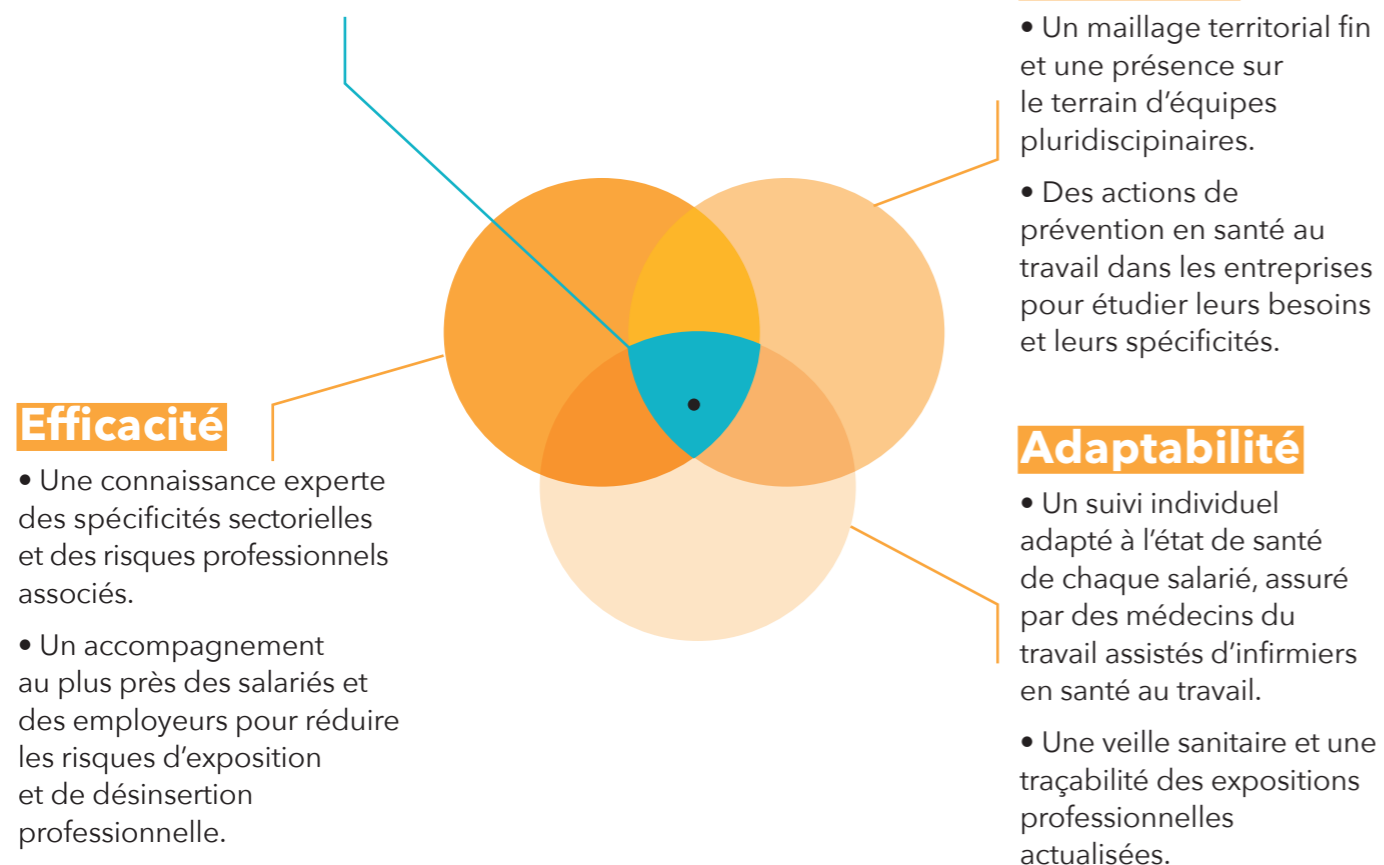 • Un maillage territorial fin
et une présence sur
le terrain d'équipes
pluridiscipinaires.
• Des actions de
prévention en santé au
travail dans les entreprises
pour étudier leurs besoins
et leurs spécificités.
Efficacité
• Une connaissance experte
des spécificités sectorielles
et des risques professionnels
associés.
• Un accompagnement
au plus près des salariés et
des employeurs pour réduire
les risques d'exposition
et de désinsertion
professionnelle.
Adaptabilité
• Un suivi individuel
adapté à l'état de santé
de chaque salarié, assuré
par des médecins du
travail assistés d'infirmiers
en santé au travail.
• Une veille sanitaire et une
traçabilité des expositions
professionnelles
actualisées.